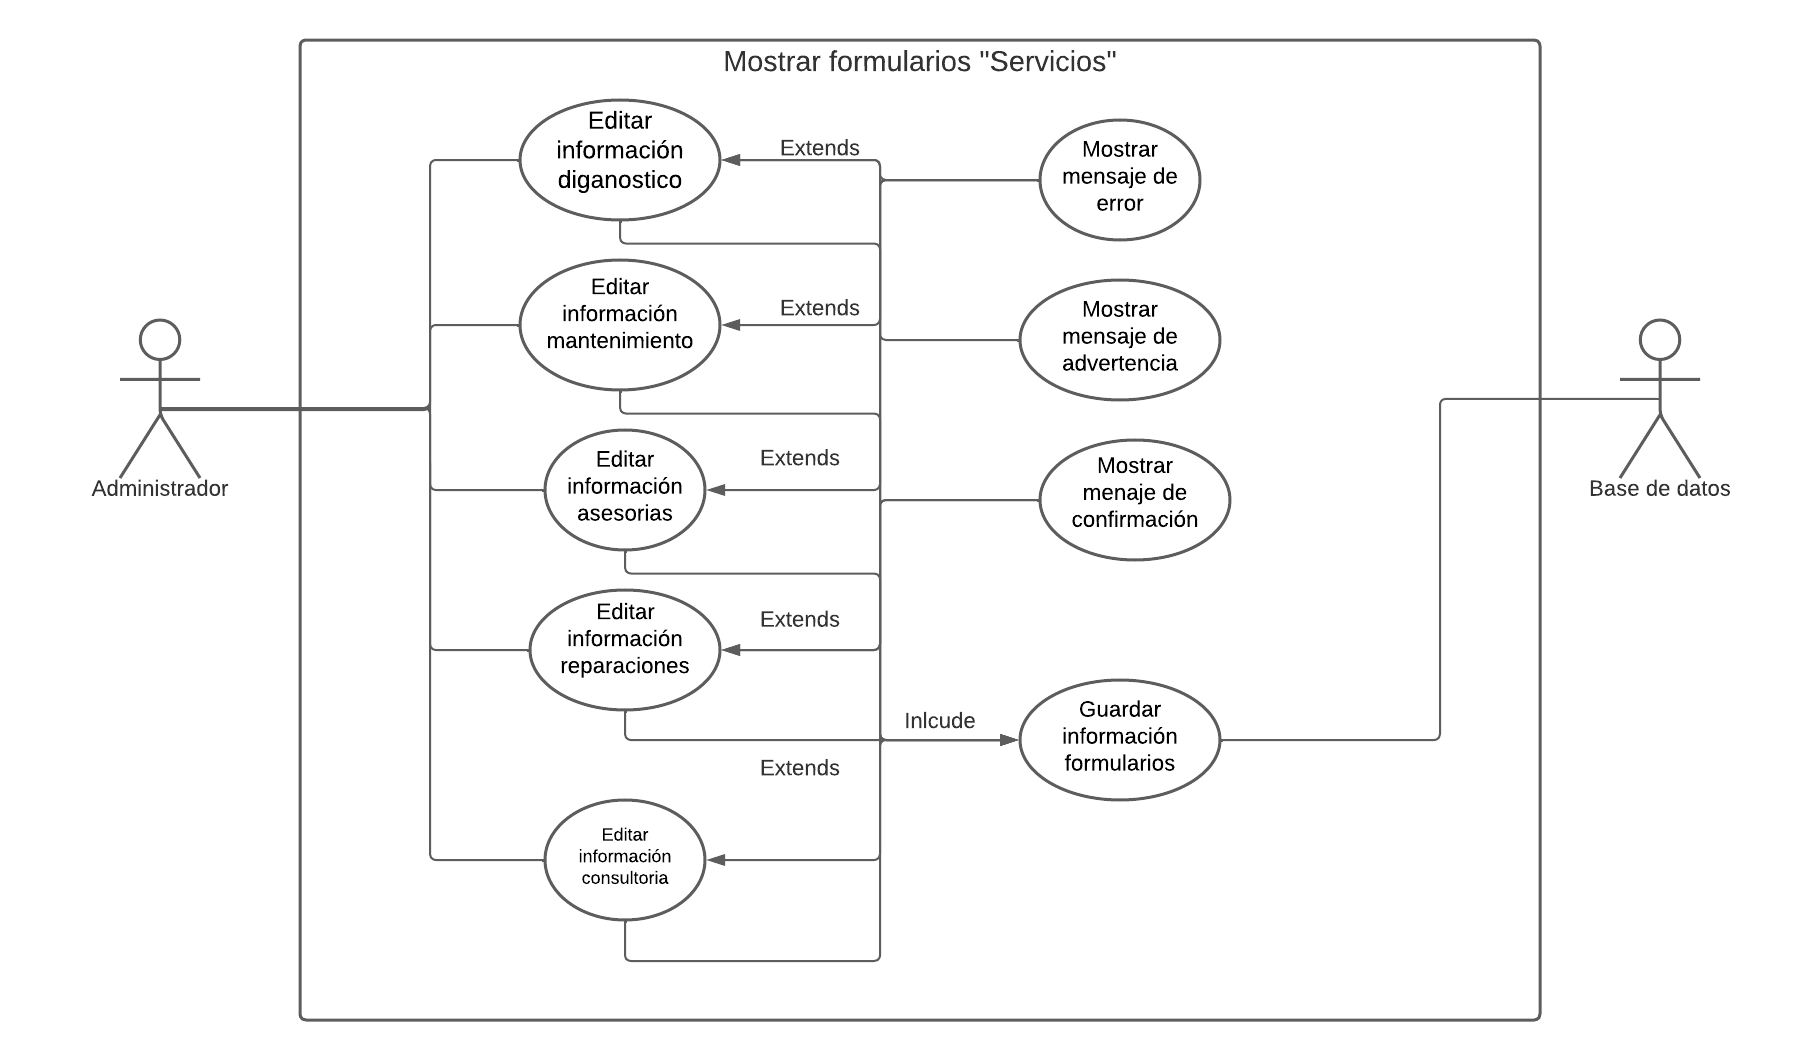 Mostrar formularios "Servicios"
Editar
información
diganostico
Extends
Mostrar
mensaje de
error
Editar
información
mantenimiento
Extends
Mostrar
mensaje de
advertencia
Administrador
Editar
información
asesorias
Extends
Mostrar
menaje de
confirmación
Base de datos
Editar
información
reparaciones
Extends
Inlcude
Guardar
información
formularios
Extends
Editar
información
consultoria